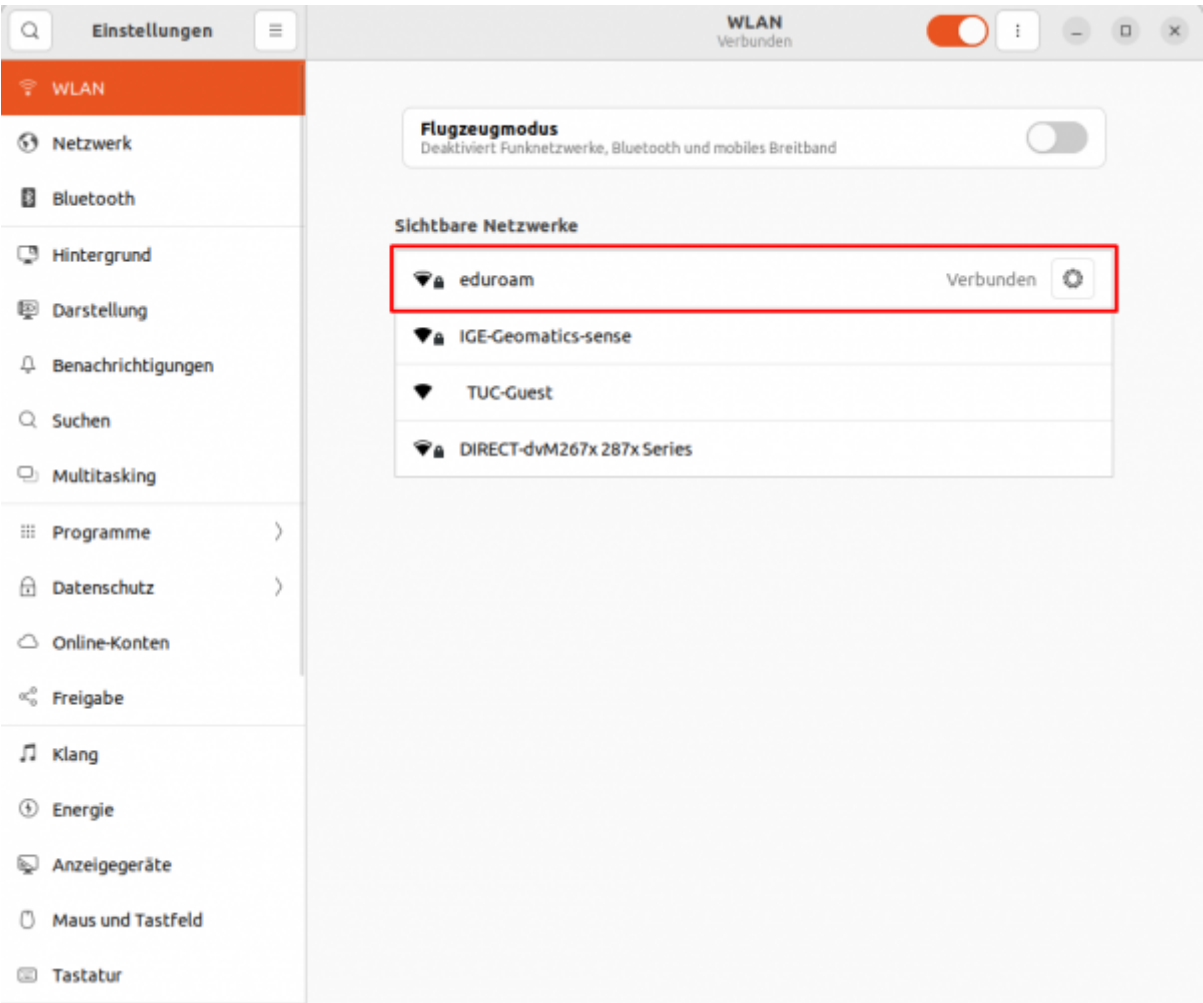 Einstellungen
WLAN
Verbunden
WLAN
Netzwerk
Bluetooth
Hintergrund
Darstellung
Benachrichtigungen
Suchen
Multitasking
Programme
Datenschutz
Online-Konten
Freigabe
Klang
Energie
Anzeigegeräte
Maus und Tastfeld
Tastatur
Flugzeugmodus
Deaktiviert Funknetzwerke, Bluetooth und mobiles Breitband
Sichtbare Netzwerke
eduroam Verbunden
IGE-Geomatics-sense
TUC-Guest
DIRECT-dvM267x 287x Series